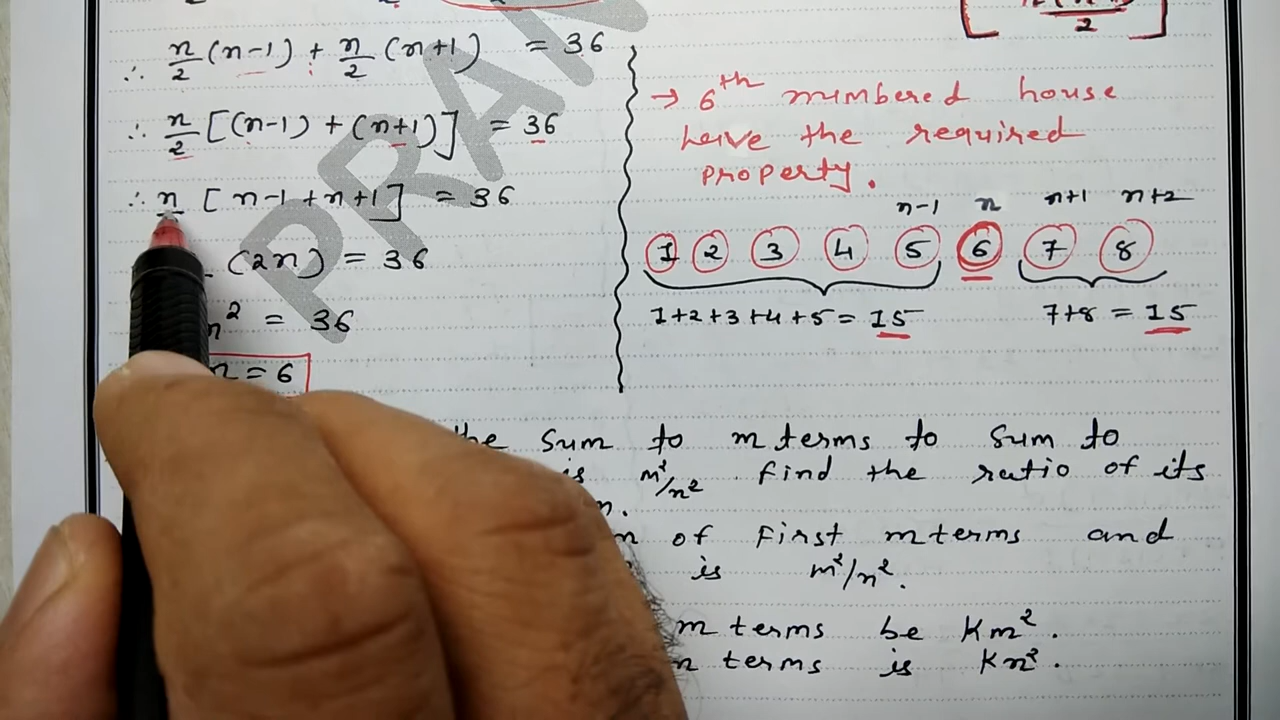 ∴ n/2 (n-1) + n/2 (n+1) = 36
∴ n/2 [(n-1) + (n+1)] = 36
∴ n [n-1+n+1] = 36
(2n) = 36
n² = 36
n = 6
2
→ 6th numbered house
have the required
property.
n-1 n n+1 n+2
1 2 3 4 5 6 7 8
1+2+3+4+5 = 15 7+8 = 15
the sum to m terms to sum to
is m²/n² find the ratio of its
n.
of first m terms and
is m²/n².
m terms be Km².
n terms is Kn².
PRAN